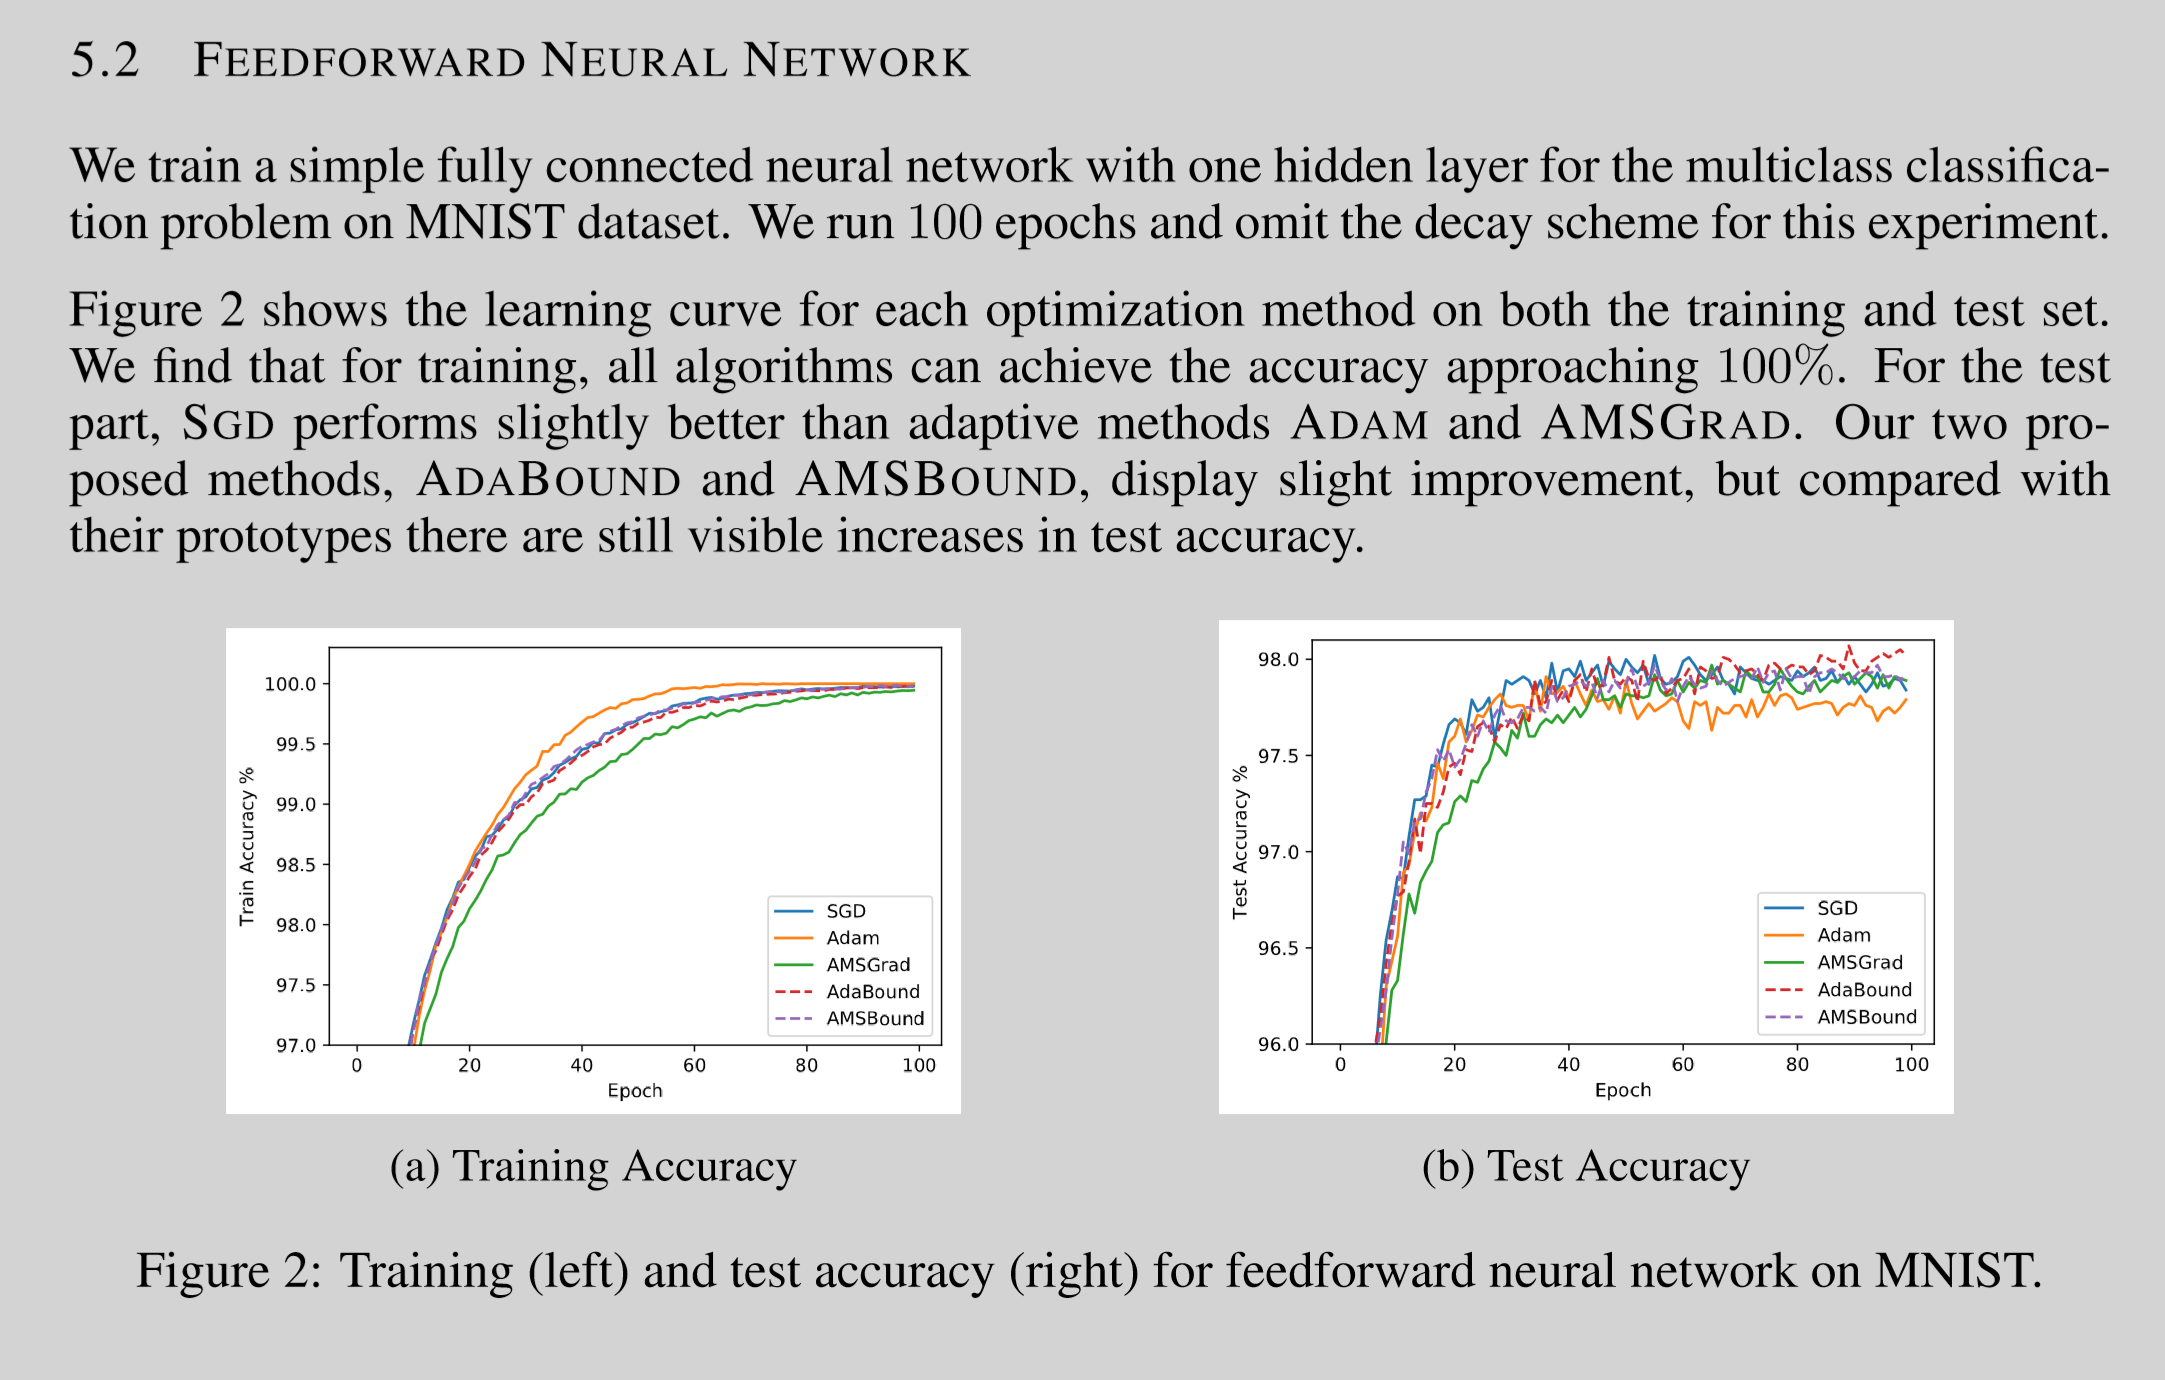 5.2 FEEDFORWARD NEURAL NETWORK
We train a simple fully connected neural network with one hidden layer for the multiclass classifica-
tion problem on MNIST dataset. We run 100 epochs and omit the decay scheme for this experiment.
Figure 2 shows the learning curve for each optimization method on both the training and test set.
We find that for training, all algorithms can achieve the accuracy approaching 100%. For the test
part, SGD performs slightly better than adaptive methods ADAM and AMSGRAD. Our two pro-
posed methods, ADABOUND and AMSBOUND, display slight improvement, but compared with
their prototypes there are still visible increases in test accuracy.
100.0
99.5
99.0
98.5
98.0
97.5
97.0
Train Accuracy %
0 20 40 60 80 100
Epoch
SGD
Adam
AMSGrad
AdaBound
AMSBound
(a) Training Accuracy
98.0
97.5
97.0
96.5
96.0
Test Accuracy %
0 20 40 60 80 100
Epoch
SGD
Adam
AMSGrad
AdaBound
AMSBound
(b) Test Accuracy
Figure 2: Training (left) and test accuracy (right) for feedforward neural network on MNIST.